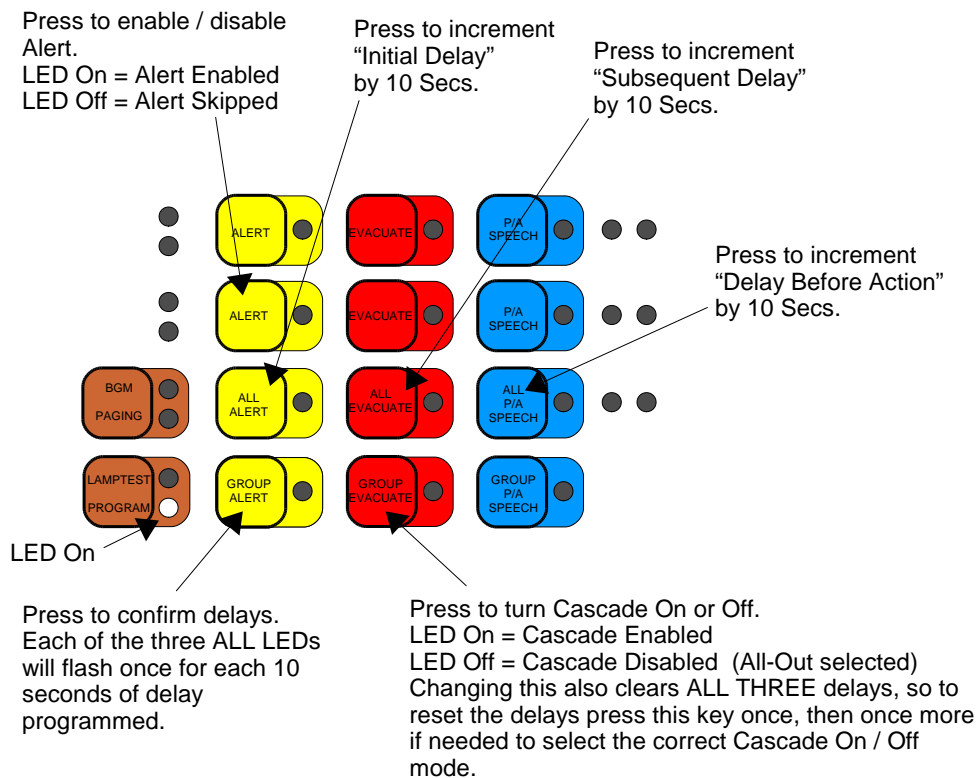 Press to enable / disable
Alert.
LED On = Alert Enabled
LED Off = Alert Skipped
Press to increment
“Initial Delay”
by 10 Secs.
Press to increment
“Subsequent Delay”
by 10 Secs.
ALERT
EVACUATE
P/A
SPEECH
Press to increment
“Delay Before Action”
by 10 Secs.
ALERT
EVACUATE
P/A
SPEECH
BGM
PAGING
ALL
ALERT
ALL
EVACUATE
ALL
P/A
SPEECH
LAMPTEST
PROGRAM
GROUP
ALERT
GROUP
EVACUATE
GROUP
P/A
SPEECH
LED On
Press to confirm delays.
Each of the three ALL LEDs
will flash once for each 10
seconds of delay
programmed.
Press to turn Cascade On or Off.
LED On = Cascade Enabled
LED Off = Cascade Disabled  (All-Out selected)
Changing this also clears ALL THREE delays, so to
reset the delays press this key once, then once more
if needed to select the correct Cascade On / Off
mode.